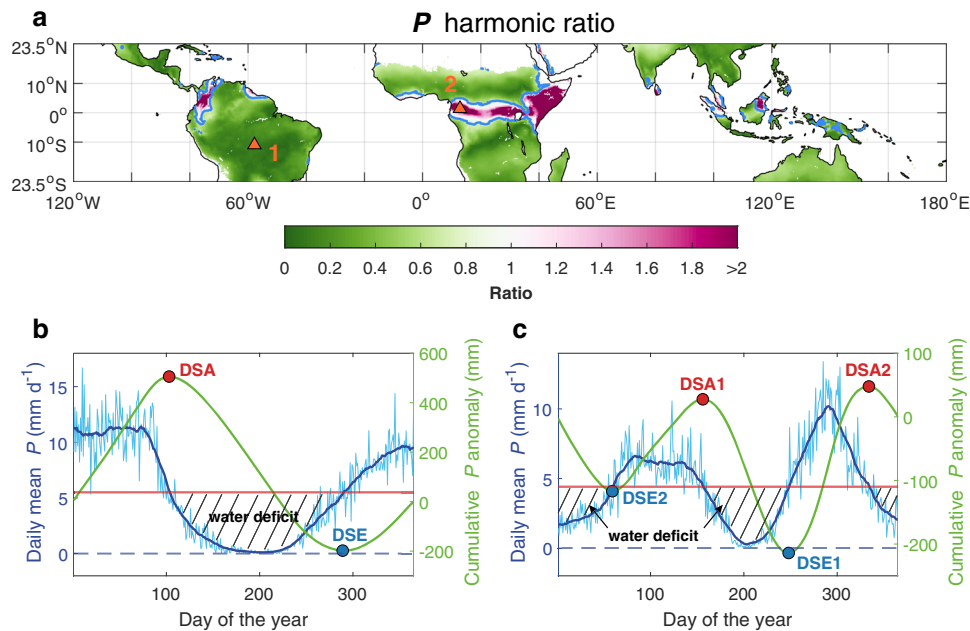 a
P harmonic ratio
23.5°N
10°N
0°
10°S
23.5°S
1
2
120°W
60°W
0°
60°E
120°E
180°E
0
0.2
0.4
0.6
0.8
1
1.2
1.4
1.6
1.8
>2
Ratio
b
Daily mean P (mm d⁻¹)
15
10
5
0
DSA
DSE
water deficit
600
400
200
0
-200
Cumulative P anomaly (mm)
100
200
300
Day of the year
c
Daily mean P (mm d⁻¹)
10
5
0
DSA1
DSA2
DSE2
DSE1
water deficit
100
0
-100
-200
Cumulative P anomaly (mm)
100
200
300
Day of the year